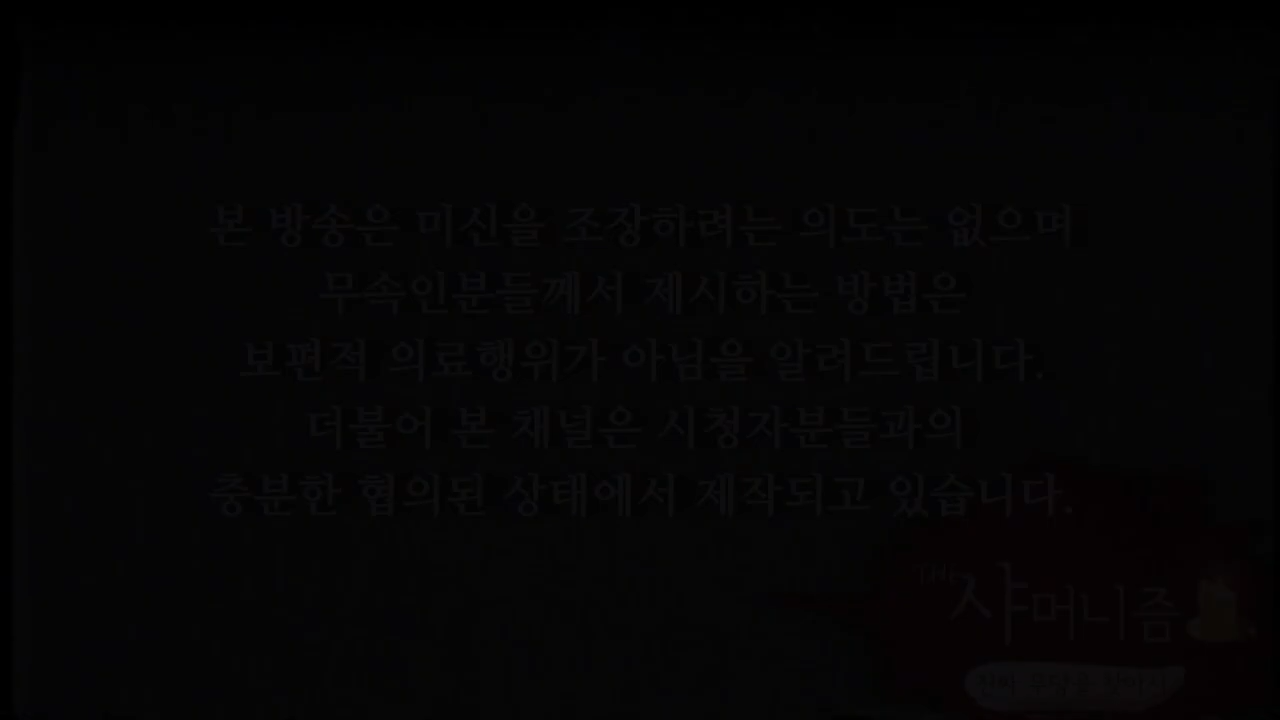 본 방송은 미신을 조장하려는 의도는 없으며
무속인분들께서 제시하는 방법은
보편적 의료행위가 아님을 알려드립니다.
더불어 본 채널은 시청자분들과의
충분한 협의된 상태에서 제작되고 있습니다.
The 샤머니즘